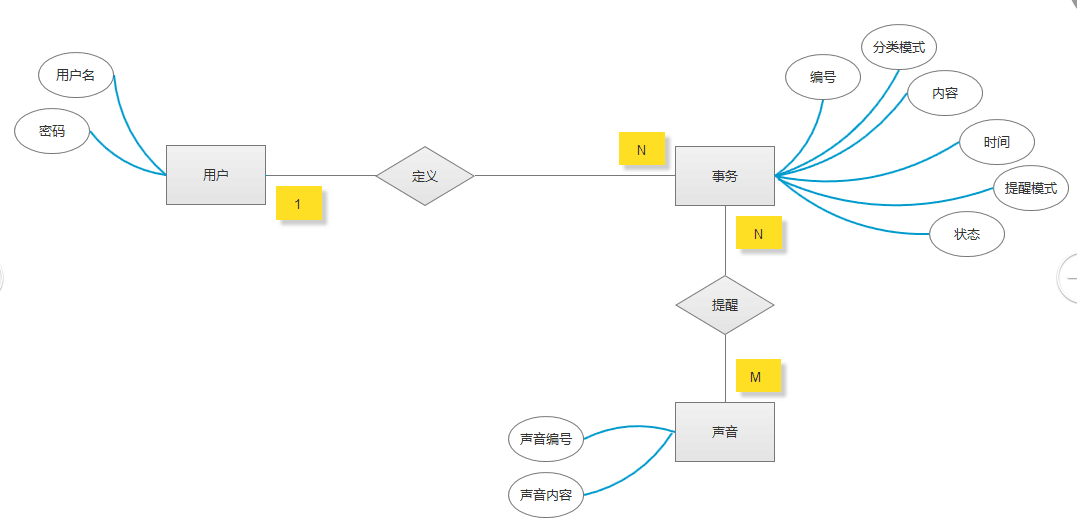 分类模式
用户名
编号
内容
密码
时间
N
用户
定义
事务
提醒模式
1
N
状态
提醒
M
声音
声音编号
声音内容